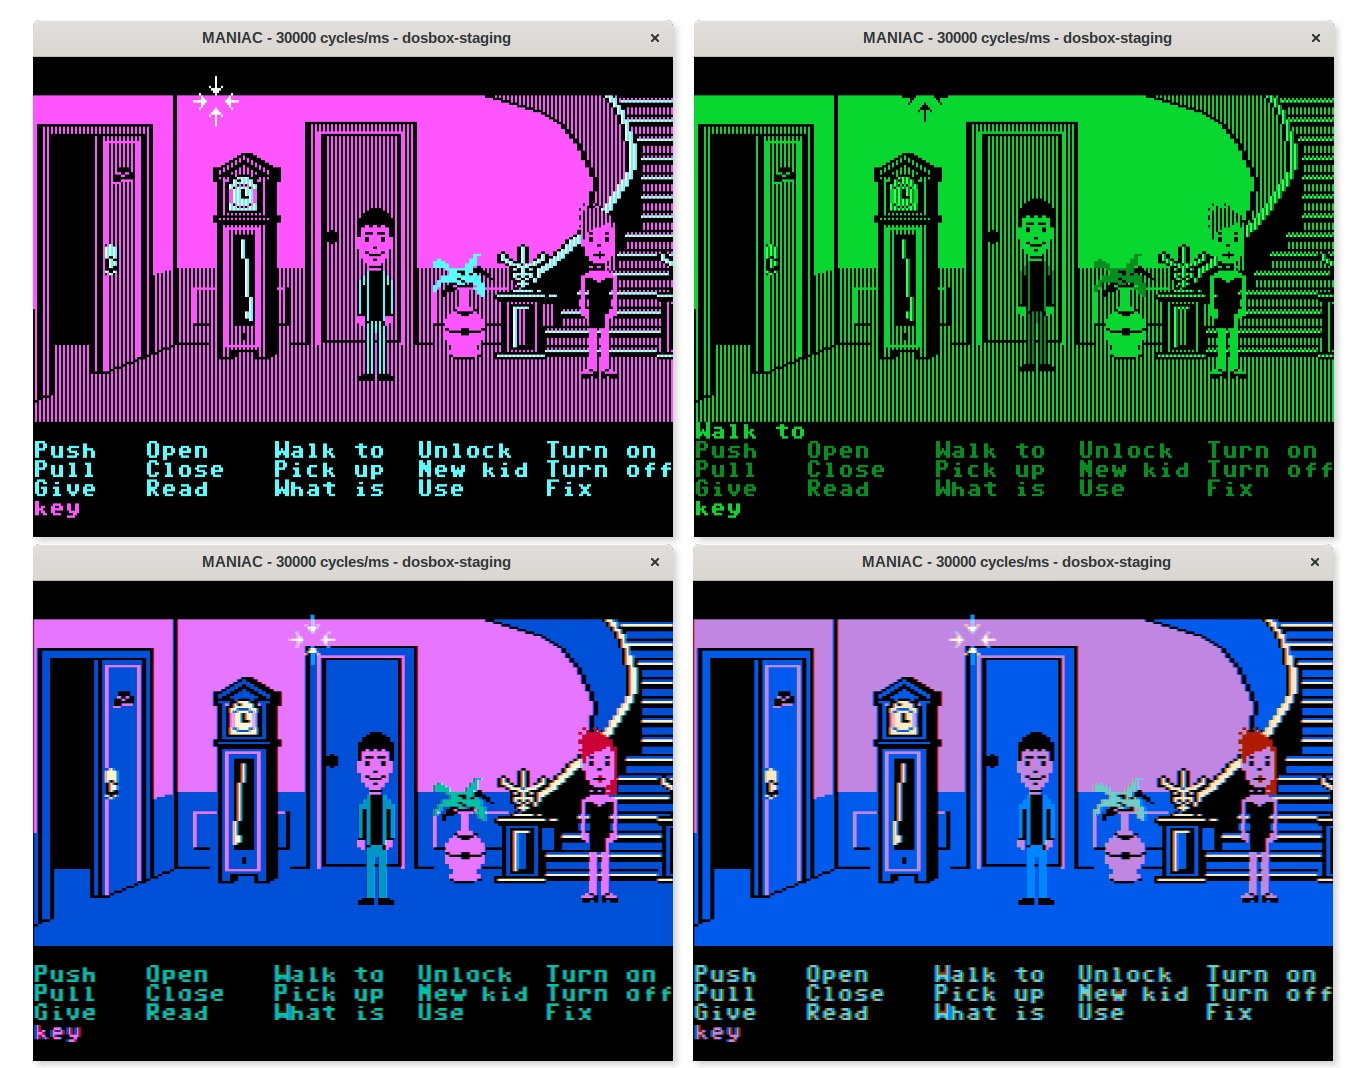 MANIAC - 30000 cycles/ms - dosbox-staging ×
Push Open Walk to Unlock Turn on
Pull Close Pick up New kid Turn off
Give Read What is Use Fix
key
MANIAC - 30000 cycles/ms - dosbox-staging ×
Walk to
Push Open Walk to Unlock Turn on
Pull Close Pick up New kid Turn off
Give Read What is Use Fix
key
MANIAC - 30000 cycles/ms - dosbox-staging ×
Push Open Walk to Unlock Turn on
Pull Close Pick up New kid Turn off
Give Read What is Use Fix
key
MANIAC - 30000 cycles/ms - dosbox-staging ×
Push Open Walk to Unlock Turn on
Pull Close Pick up New kid Turn off
Give Read What is Use Fix
key